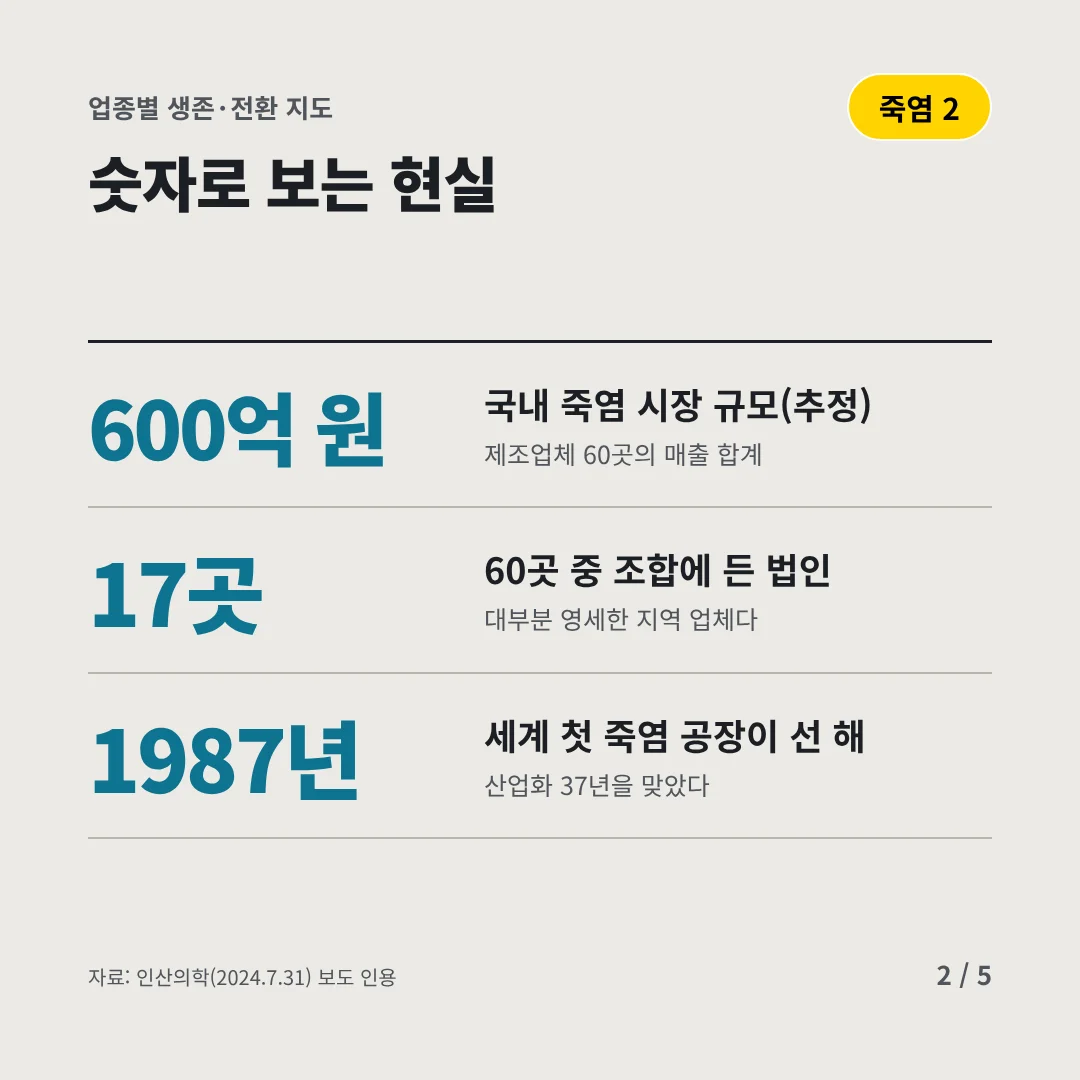 업종별 생존·전환 지도
죽염 2
숫자로 보는 현실
600억 원
국내 죽염 시장 규모(추정)
제조업체 60곳의 매출 합계
17곳
60곳 중 조합에 든 법인
대부분 영세한 지역 업체다
1987년
세계 첫 죽염 공장이 선 해
산업화 37년을 맞았다
자료: 인산의학(2024.7.31) 보도 인용
2 / 5